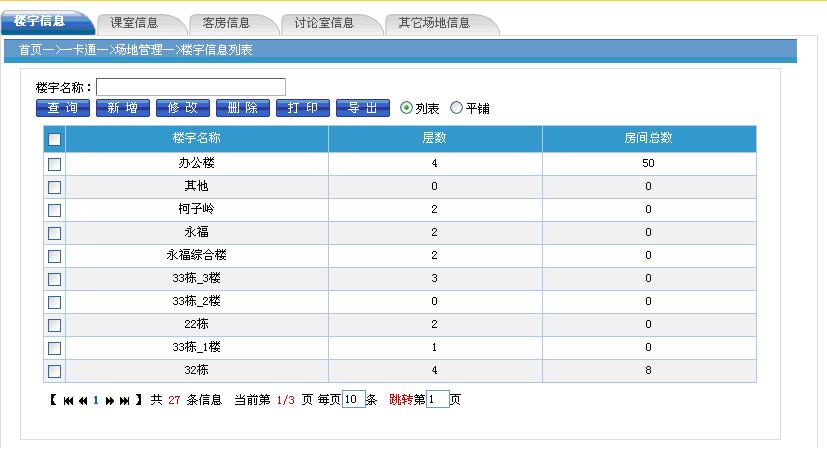 楼宇信息 课室信息 客房信息 讨论室信息 其它场地信息
首页—>一卡通—>场地管理—>楼宇信息列表
楼宇名称：
查 询 新 增 修 改 删 除 打 印 导 出 列表 平铺
楼宇名称 层数 房间总数
办公楼 4 50
其他 0 0
柯子岭 2 0
永福 2 0
永福综合楼 2 0
33栋_3楼 3 0
33栋_2楼 0 0
22栋 2 0
33栋_1楼 1 0
32栋 4 8
【 1 】 共 27 条信息 当前第 1/3 页 每页 10 条 跳转第 1 页